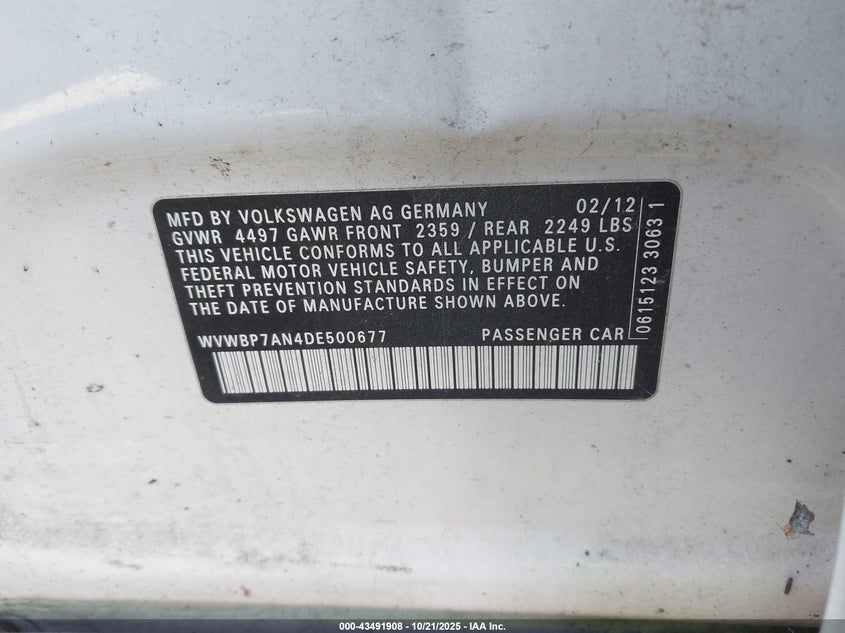 MFD BY VOLKSWAGEN AG GERMANY 02/12
GVWR 4497 GAWR FRONT 2359 / REAR 2249 LBS
THIS VEHICLE CONFORMS TO ALL APPLICABLE U.S.
FEDERAL MOTOR VEHICLE SAFETY, BUMPER AND
THEFT PREVENTION STANDARDS IN EFFECT ON
THE DATE OF MANUFACTURE SHOWN ABOVE.
WVWBP7AN4DE500677 PASSENGER CAR
0615123 3063 1
000-43491908 - 10/21/2025 - IAA Inc.